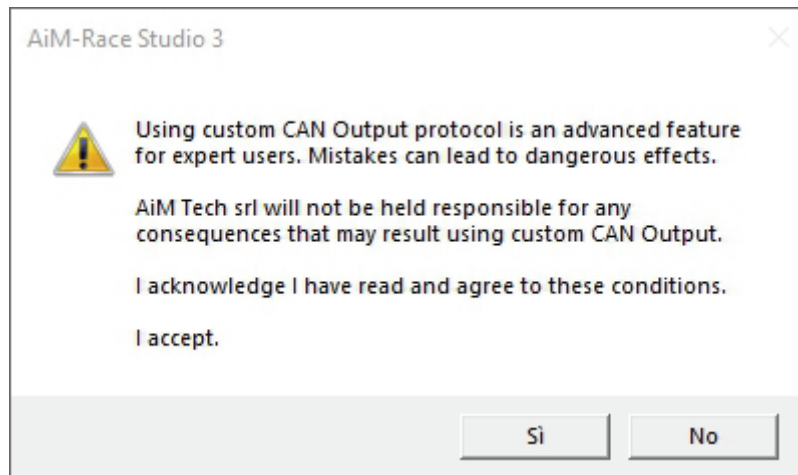 AiM-Race Studio 3
Using custom CAN Output protocol is an advanced feature
for expert users. Mistakes can lead to dangerous effects.
AiM Tech srl will not be held responsible for any
consequences that may result using custom CAN Output.
I acknowledge I have read and agree to these conditions.
I accept.
Sì
No